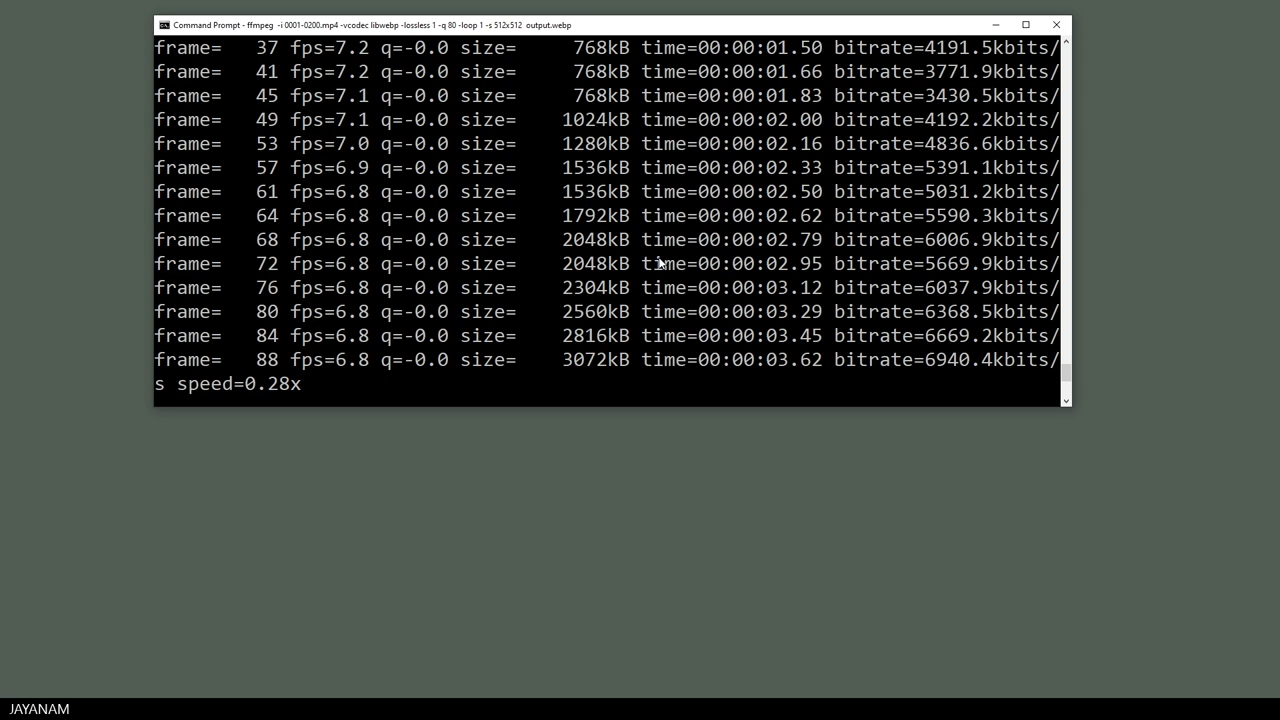 Command Prompt - ffmpeg -i 0001-0200.mp4 -vcodec libwebp -lossless 1 -q 80 -loop 1 -s 512x512 output.webp
frame= 37 fps=7.2 q=-0.0 size= 768kB time=00:00:01.50 bitrate=4191.5kbits/
frame= 41 fps=7.2 q=-0.0 size= 768kB time=00:00:01.66 bitrate=3771.9kbits/
frame= 45 fps=7.1 q=-0.0 size= 768kB time=00:00:01.83 bitrate=3430.5kbits/
frame= 49 fps=7.1 q=-0.0 size= 1024kB time=00:00:02.00 bitrate=4192.2kbits/
frame= 53 fps=7.0 q=-0.0 size= 1280kB time=00:00:02.16 bitrate=4836.6kbits/
frame= 57 fps=6.9 q=-0.0 size= 1536kB time=00:00:02.33 bitrate=5391.1kbits/
frame= 61 fps=6.8 q=-0.0 size= 1536kB time=00:00:02.50 bitrate=5031.2kbits/
frame= 64 fps=6.8 q=-0.0 size= 1792kB time=00:00:02.62 bitrate=5590.3kbits/
frame= 68 fps=6.8 q=-0.0 size= 2048kB time=00:00:02.79 bitrate=6006.9kbits/
frame= 72 fps=6.8 q=-0.0 size= 2048kB time=00:00:02.95 bitrate=5669.9kbits/
frame= 76 fps=6.8 q=-0.0 size= 2304kB time=00:00:03.12 bitrate=6037.9kbits/
frame= 80 fps=6.8 q=-0.0 size= 2560kB time=00:00:03.29 bitrate=6368.5kbits/
frame= 84 fps=6.8 q=-0.0 size= 2816kB time=00:00:03.45 bitrate=6669.2kbits/
frame= 88 fps=6.8 q=-0.0 size= 3072kB time=00:00:03.62 bitrate=6940.4kbits/
s speed=0.28x
JAYANAM